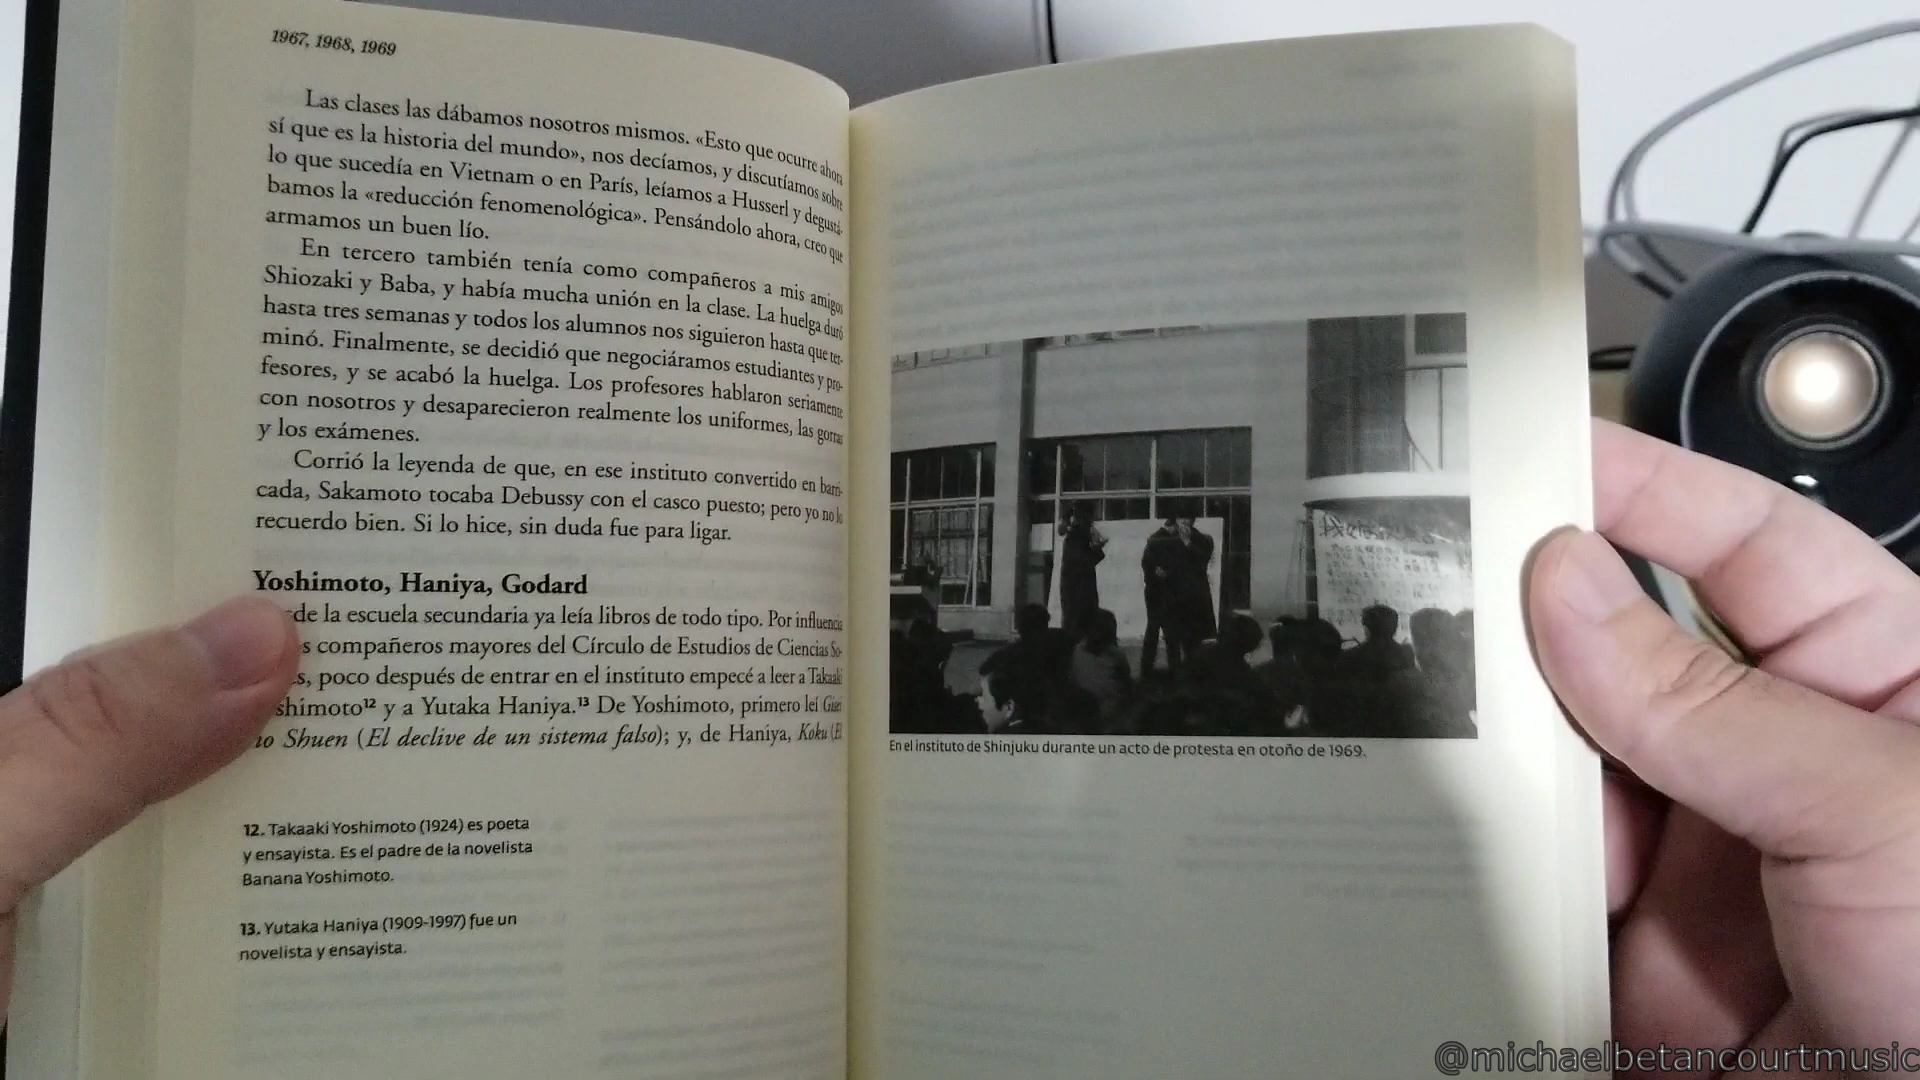 1967, 1968, 1969
Las clases las dábamos nosotros mismos. «Esto que ocurre ahora
sí que es la historia del mundo», nos decíamos, y discutíamos sobre
lo que sucedía en Vietnam o en París, leíamos a Husserl y degustá-
bamos la «reducción fenomenológica». Pensándolo ahora, creo que
armamos un buen lío.
En tercero también tenía como compañeros a mis amigos
Shiozaki y Baba, y había mucha unión en la clase. La huelga duró
hasta tres semanas y todos los alumnos nos siguieron hasta que ter-
minó. Finalmente, se decidió que negociáramos estudiantes y pro-
fesores, y se acabó la huelga. Los profesores hablaron seriamente
con nosotros y desaparecieron realmente los uniformes, las gorras
y los exámenes.
Corrió la leyenda de que, en ese instituto convertido en barri-
cada, Sakamoto tocaba Debussy con el casco puesto; pero yo no lo
recuerdo bien. Si lo hice, sin duda fue para ligar.
Yoshimoto, Haniya, Godard
de la escuela secundaria ya leía libros de todo tipo. Por influencia
s compañeros mayores del Círculo de Estudios de Ciencias So-
s, poco después de entrar en el instituto empecé a leer a Takaaki
shimoto¹² y a Yutaka Haniya.¹³ De Yoshimoto, primero leí
no Shuen (El declive de un sistema falso); y, de Haniya, Koku (El
12. Takaaki Yoshimoto (1924) es poeta
y ensayista. Es el padre de la novelista
Banana Yoshimoto.
13. Yutaka Haniya (1909-1997) fue un
novelista y ensayista.
En el instituto de Shinjuku durante un acto de protesta en otoño de 1969.
@michaelbetancourtmusic